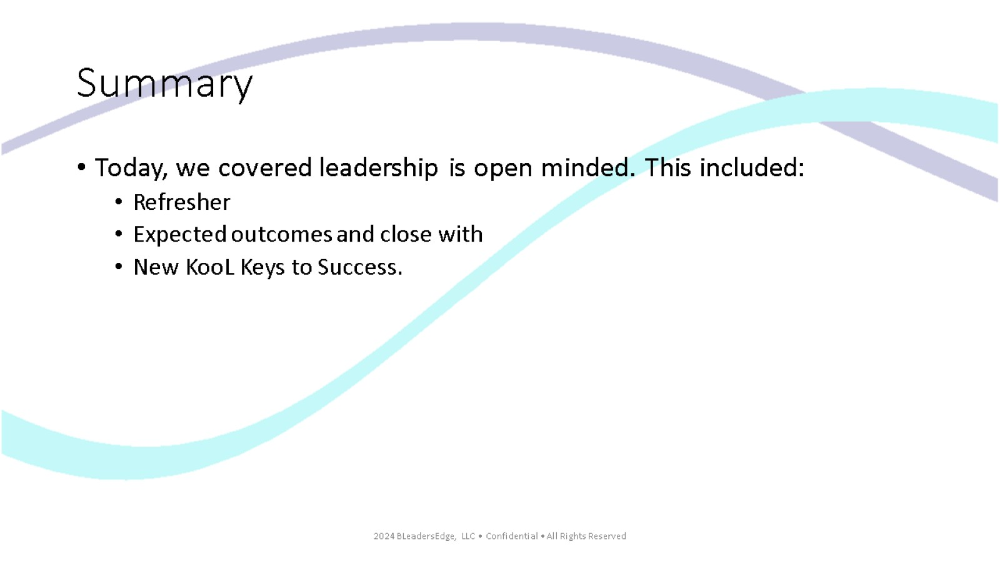 Summary
• Today, we covered leadership is open minded. This included:
• Refresher
• Expected outcomes and close with
• New KooL Keys to Success.
2024 BLeadersEdge, LLC • Confidential • All Rights Reserved